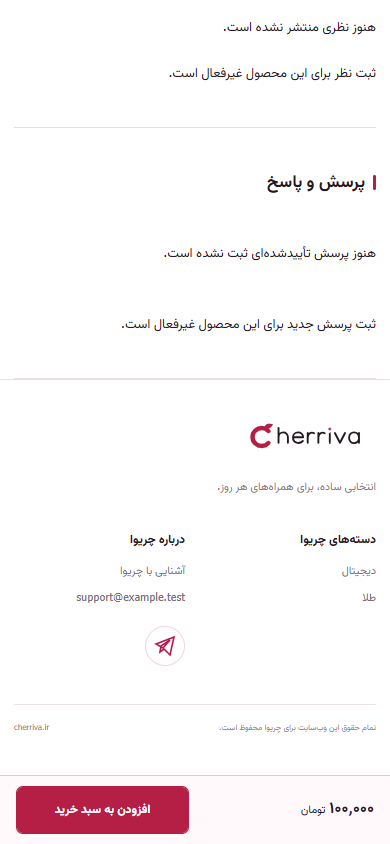 هنوز نظری منتشر نشده است.
ثبت نظر برای این محصول غیرفعال است.
پرسش و پاسخ
هنوز پرسش تأییدشده‌ای ثبت نشده است.
ثبت پرسش جدید برای این محصول غیرفعال است.
cherriva
انتخابی ساده، برای همراه‌های هر روز.
دسته‌های چریوا
دیجیتال
طلا
درباره چریوا
آشنایی با چریوا
support@example.test
تمام حقوق این وب‌سایت برای چریوا محفوظ است.
cherriva.ir
۱۰۰,۰۰۰ تومان
افزودن به سبد خرید